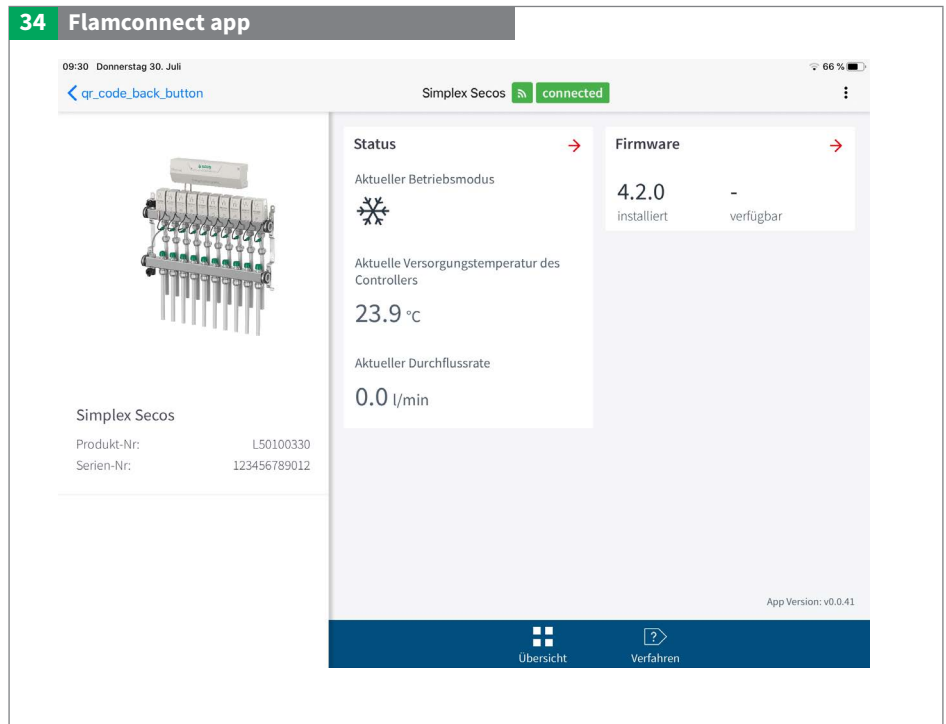 34 Flamconnect app
09:30 Donnerstag 30. Juli
66 %
qr_code_back_button
Simplex Secos connected
Status
Aktueller Betriebsmodus
Aktuelle Versorgungstemperatur des
Controllers
23.9 °C
Aktueller Durchflussrate
0.0 l/min
Firmware
4.2.0 -
installiert verfügbar
Simplex Secos
Produkt-Nr: L50100330
Serien-Nr: 123456789012
App Version: v0.0.41
Übersicht Verfahren